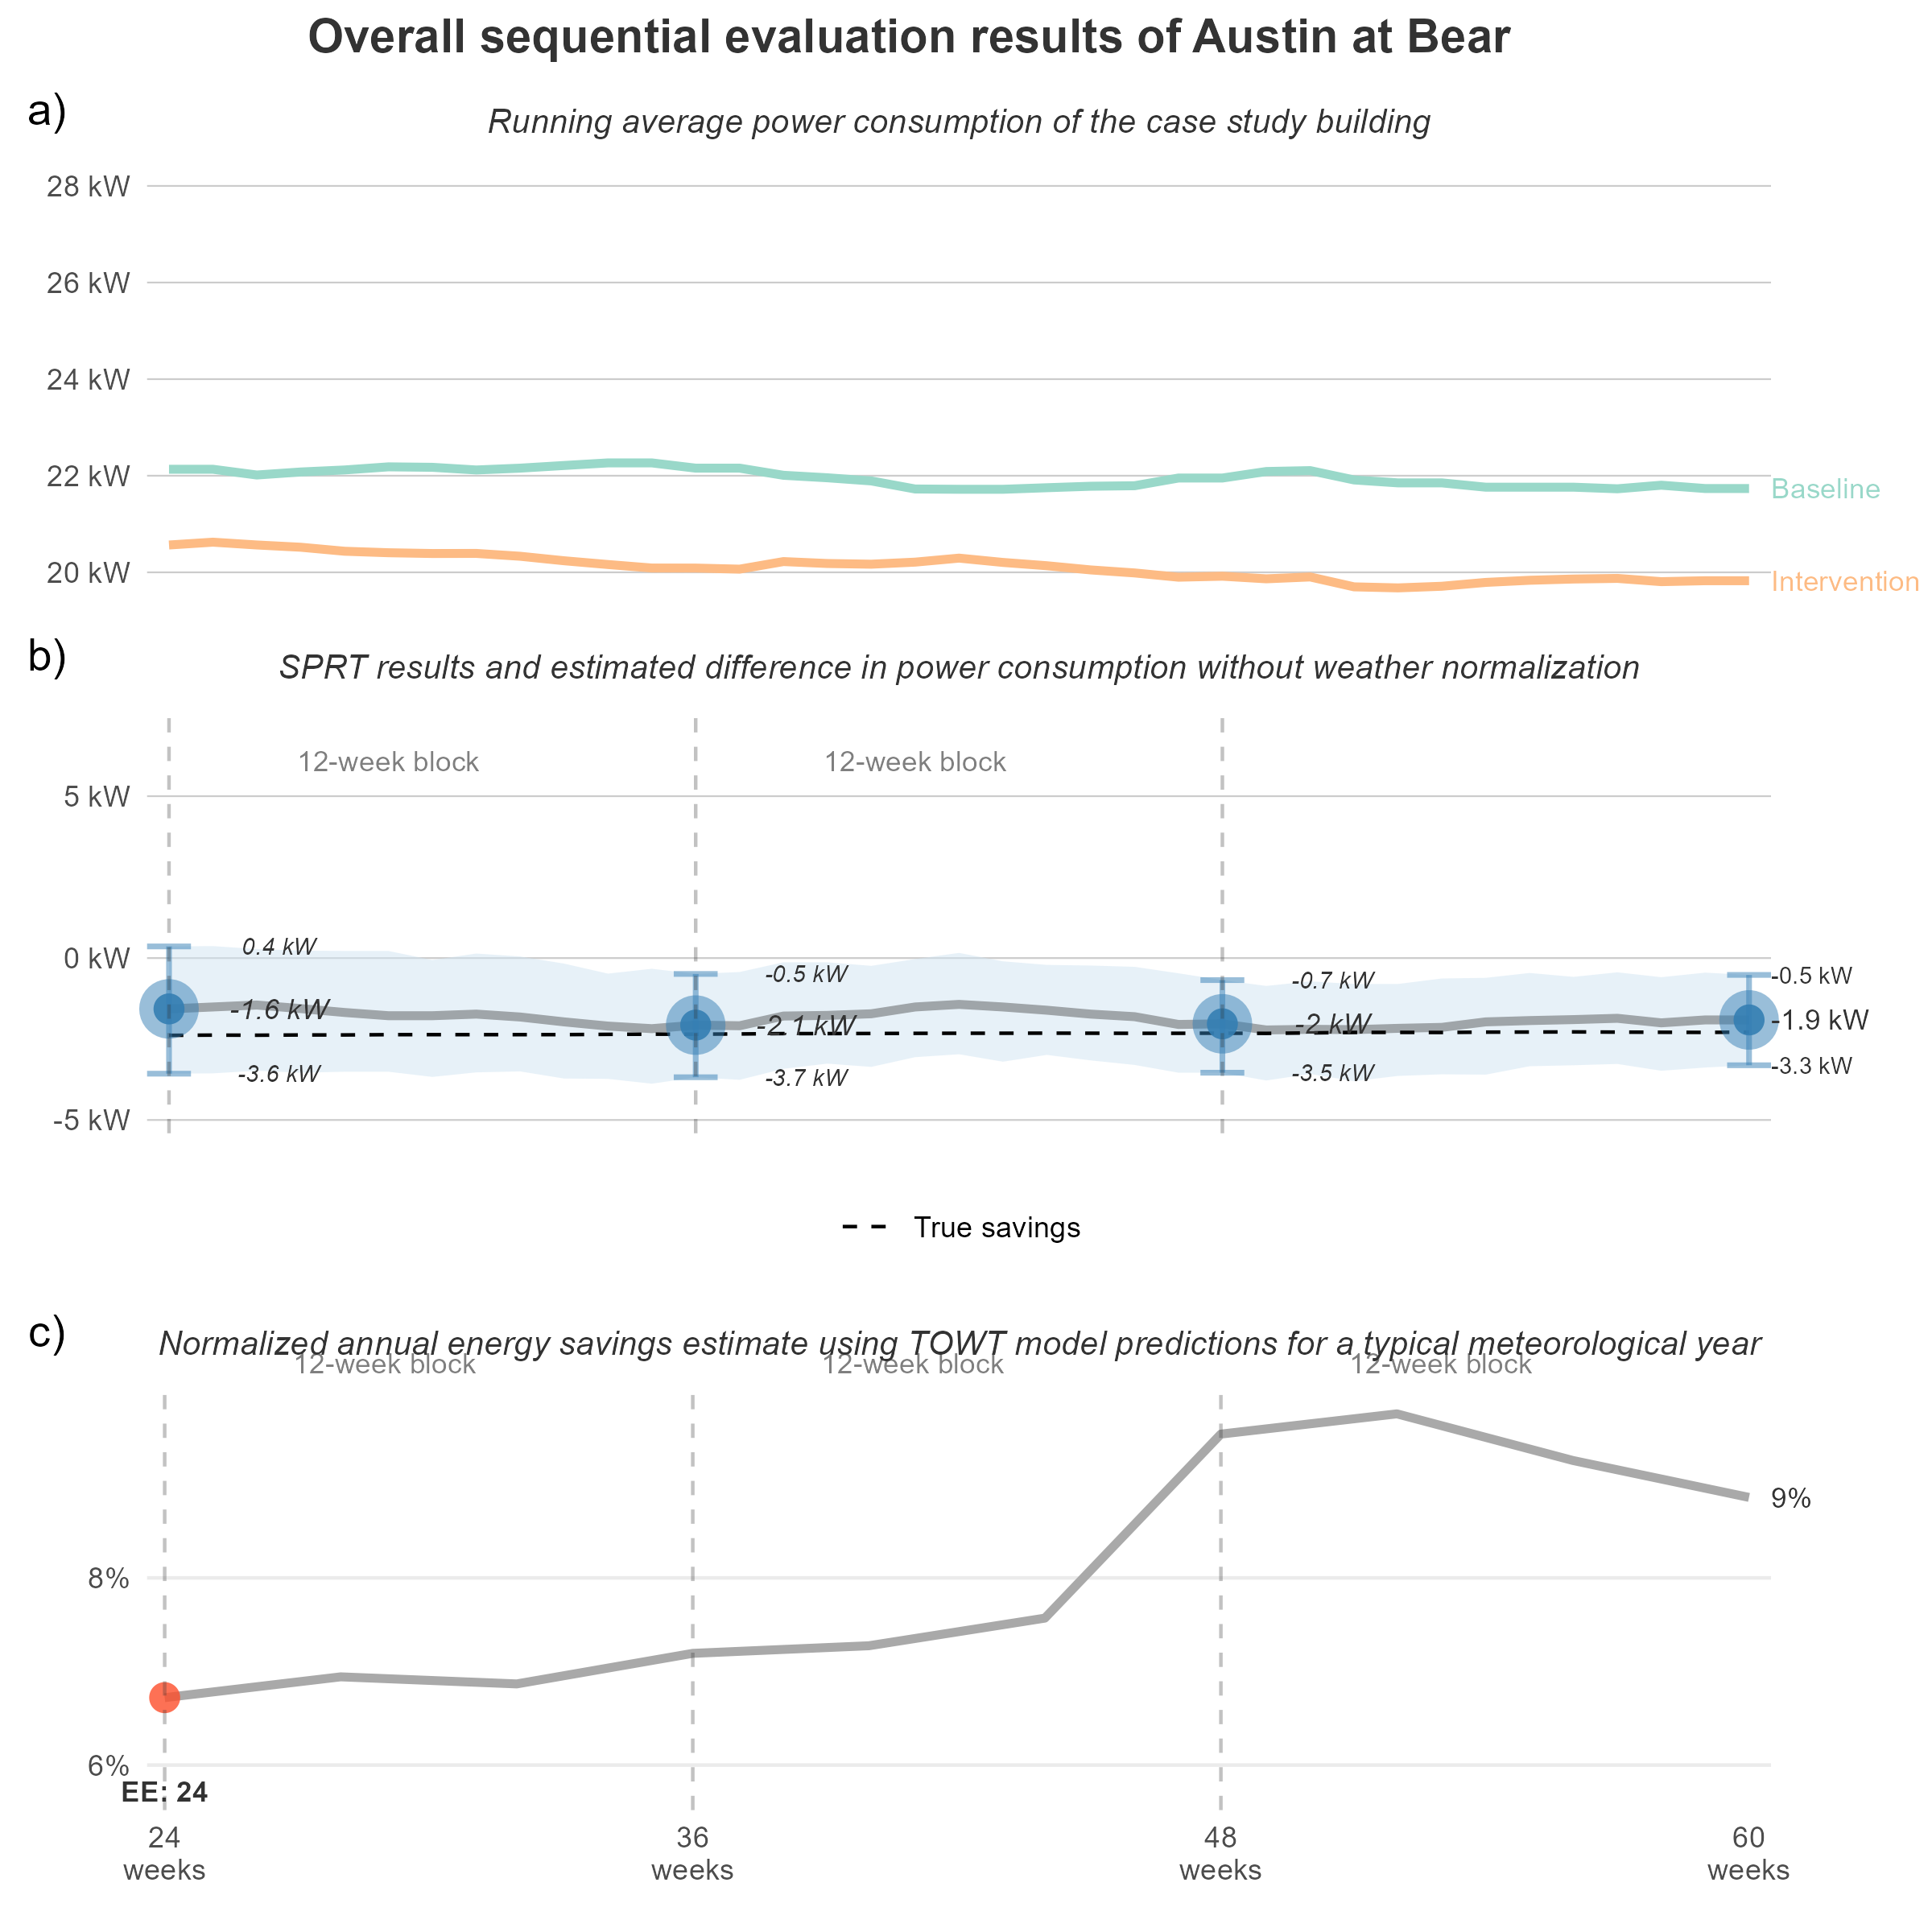 Overall sequential evaluation results of Austin at Bear
a)
Running average power consumption of the case study building
28 kW
26 kW
24 kW
22 kW
20 kW
Baseline
Intervention
b)
SPRT results and estimated difference in power consumption without weather normalization
12-week block
12-week block
5 kW
0 kW
-5 kW
0.4 kW
-1.6 kW
-3.6 kW
-0.5 kW
-2.1 kW
-3.7 kW
-0.7 kW
-2 kW
-3.5 kW
-0.5 kW
-1.9 kW
-3.3 kW
True savings
c)
Normalized annual energy savings estimate using TOWT model predictions for a typical meteorological year
12-week block
12-week block
12-week block
9%
8%
6%
EE: 24
24
weeks
36
weeks
48
weeks
60
weeks